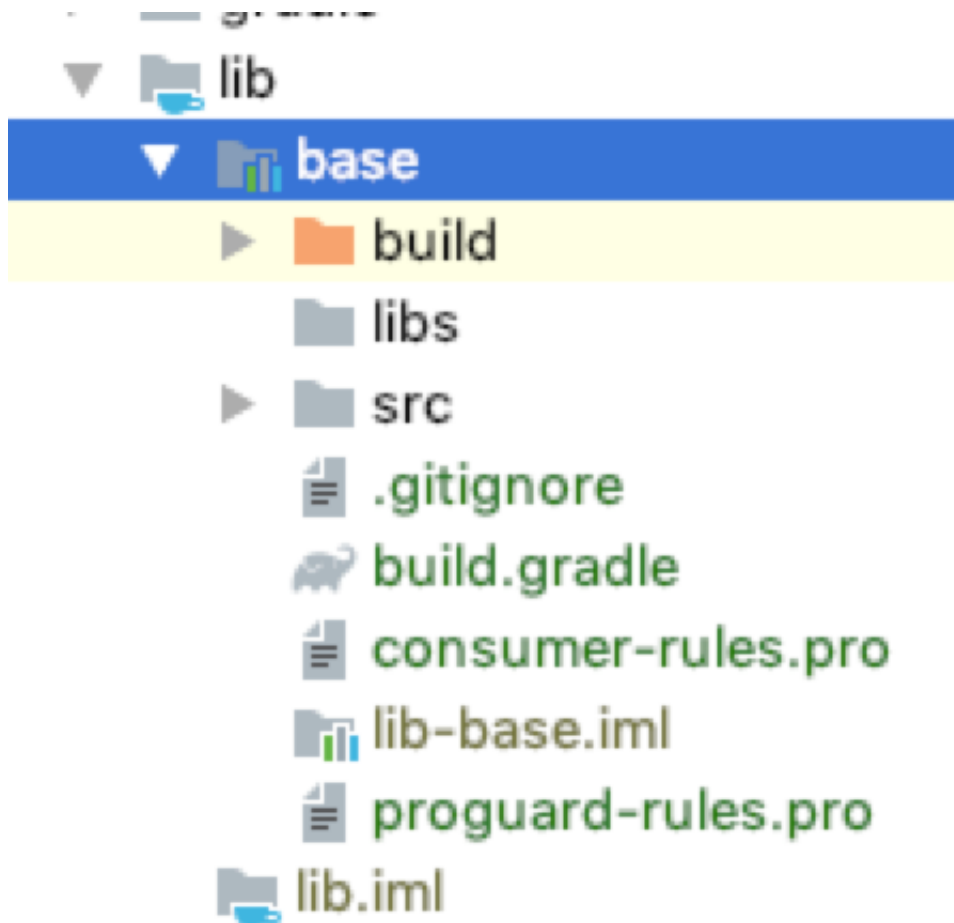 gradle
lib
base
build
libs
src
.gitignore
build.gradle
consumer-rules.pro
lib-base.iml
proguard-rules.pro
lib.iml